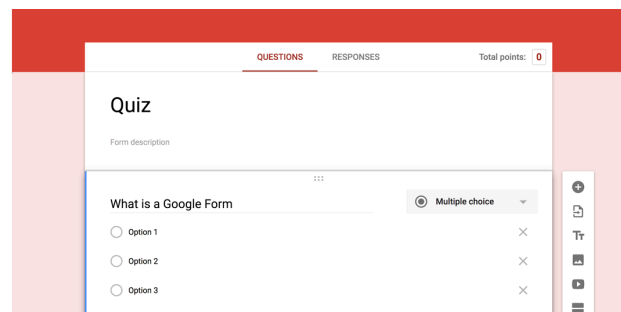 QUESTIONS RESPONSES Total points: 0
Quiz
Form description
What is a Google Form Multiple choice
Option 1
Option 2
Option 3
Tт